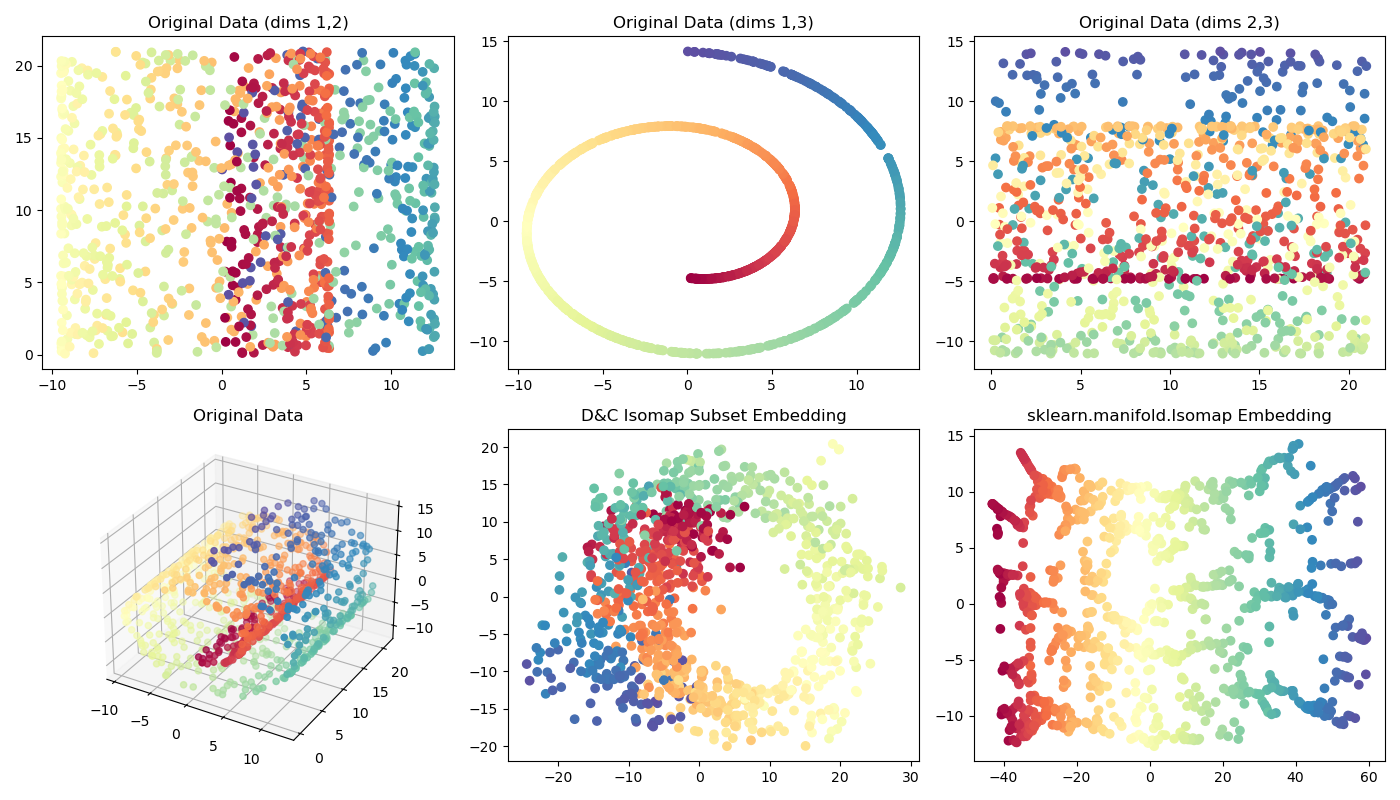 Original Data (dims 1,2)
20
15
10
5
0
−10 −5 0 5 10
Original Data (dims 1,3)
15
10
5
0
−5
−10
−10 −5 0 5 10
Original Data (dims 2,3)
15
10
5
0
−5
−10
0 5 10 15 20
Original Data
15
10
5
0
−5
−10
−10 −5 0 5 10
0 5 10 15 20
D&C Isomap Subset Embedding
20
15
10
5
0
−5
−10
−15
−20
−20 −10 0 10 20 30
sklearn.manifold.Isomap Embedding
15
10
5
0
−5
−10
−40 −20 0 20 40 60